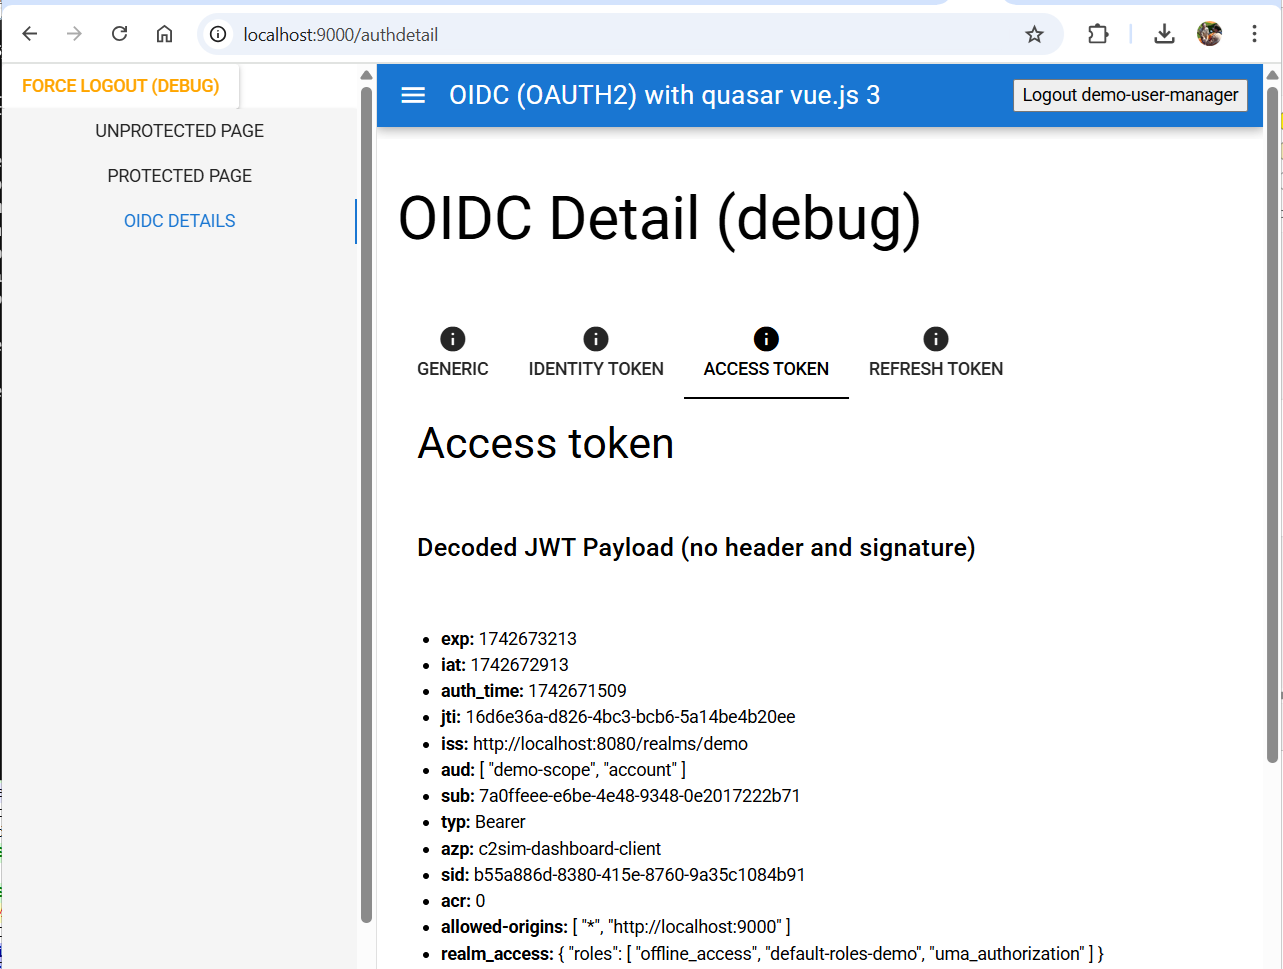 localhost:9000/authdetail
FORCE LOGOUT (DEBUG)
UNPROTECTED PAGE
PROTECTED PAGE
OIDC DETAILS
OIDC (OAUTH2) with quasar vue.js 3
Logout demo-user-manager
OIDC Detail (debug)
GENERIC
IDENTITY TOKEN
ACCESS TOKEN
REFRESH TOKEN
Access token
Decoded JWT Payload (no header and signature)
exp: 1742673213
iat: 1742672913
auth_time: 1742671509
jti: 16d6e36a-d826-4bc3-bcb6-5a14be4b20ee
iss: http://localhost:8080/realms/demo
aud: [ "demo-scope", "account" ]
sub: 7a0ffeee-e6be-4e48-9348-0e2017222b71
typ: Bearer
azp: c2sim-dashboard-client
sid: b55a886d-8380-415e-8760-9a35c1084b91
acr: 0
allowed-origins: [ "*", "http://localhost:9000" ]
realm_access: { "roles": [ "offline_access", "default-roles-demo", "uma_authorization" ] }